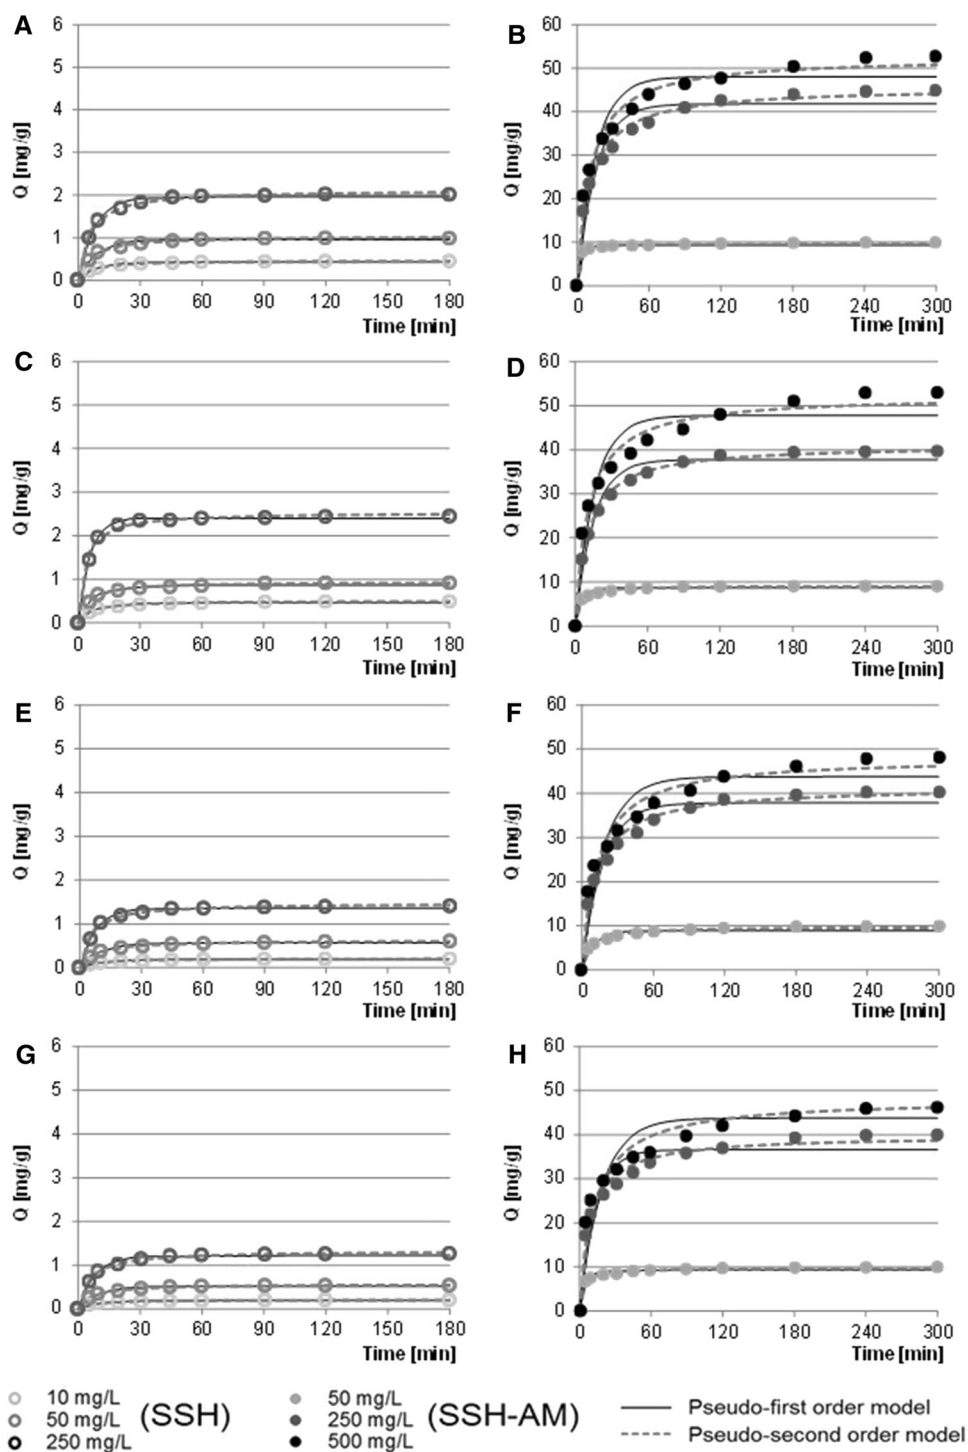 A
6
5
4
3
2
1
0
Q [mg/g]
0 30 60 90 120 150 180
Time [min]
B
60
50
40
30
20
10
0
Q [mg/g]
0 60 120 180 240 300
Time [min]
C
6
5
4
3
2
1
0
Q [mg/g]
0 30 60 90 120 150 180
Time [min]
D
60
50
40
30
20
10
0
Q [mg/g]
0 60 120 180 240 300
Time [min]
E
6
5
4
3
2
1
0
Q [mg/g]
0 30 60 90 120 150 180
Time [min]
F
60
50
40
30
20
10
0
Q [mg/g]
0 60 120 180 240 300
Time [min]
G
6
5
4
3
2
1
0
Q [mg/g]
0 30 60 90 120 150 180
Time [min]
H
60
50
40
30
20
10
0
Q [mg/g]
0 60 120 180 240 300
Time [min]
10 mg/L
50 mg/L
250 mg/L
(SSH)
50 mg/L
250 mg/L
500 mg/L
(SSH-AM)
Pseudo-first order model
Pseudo-second order model